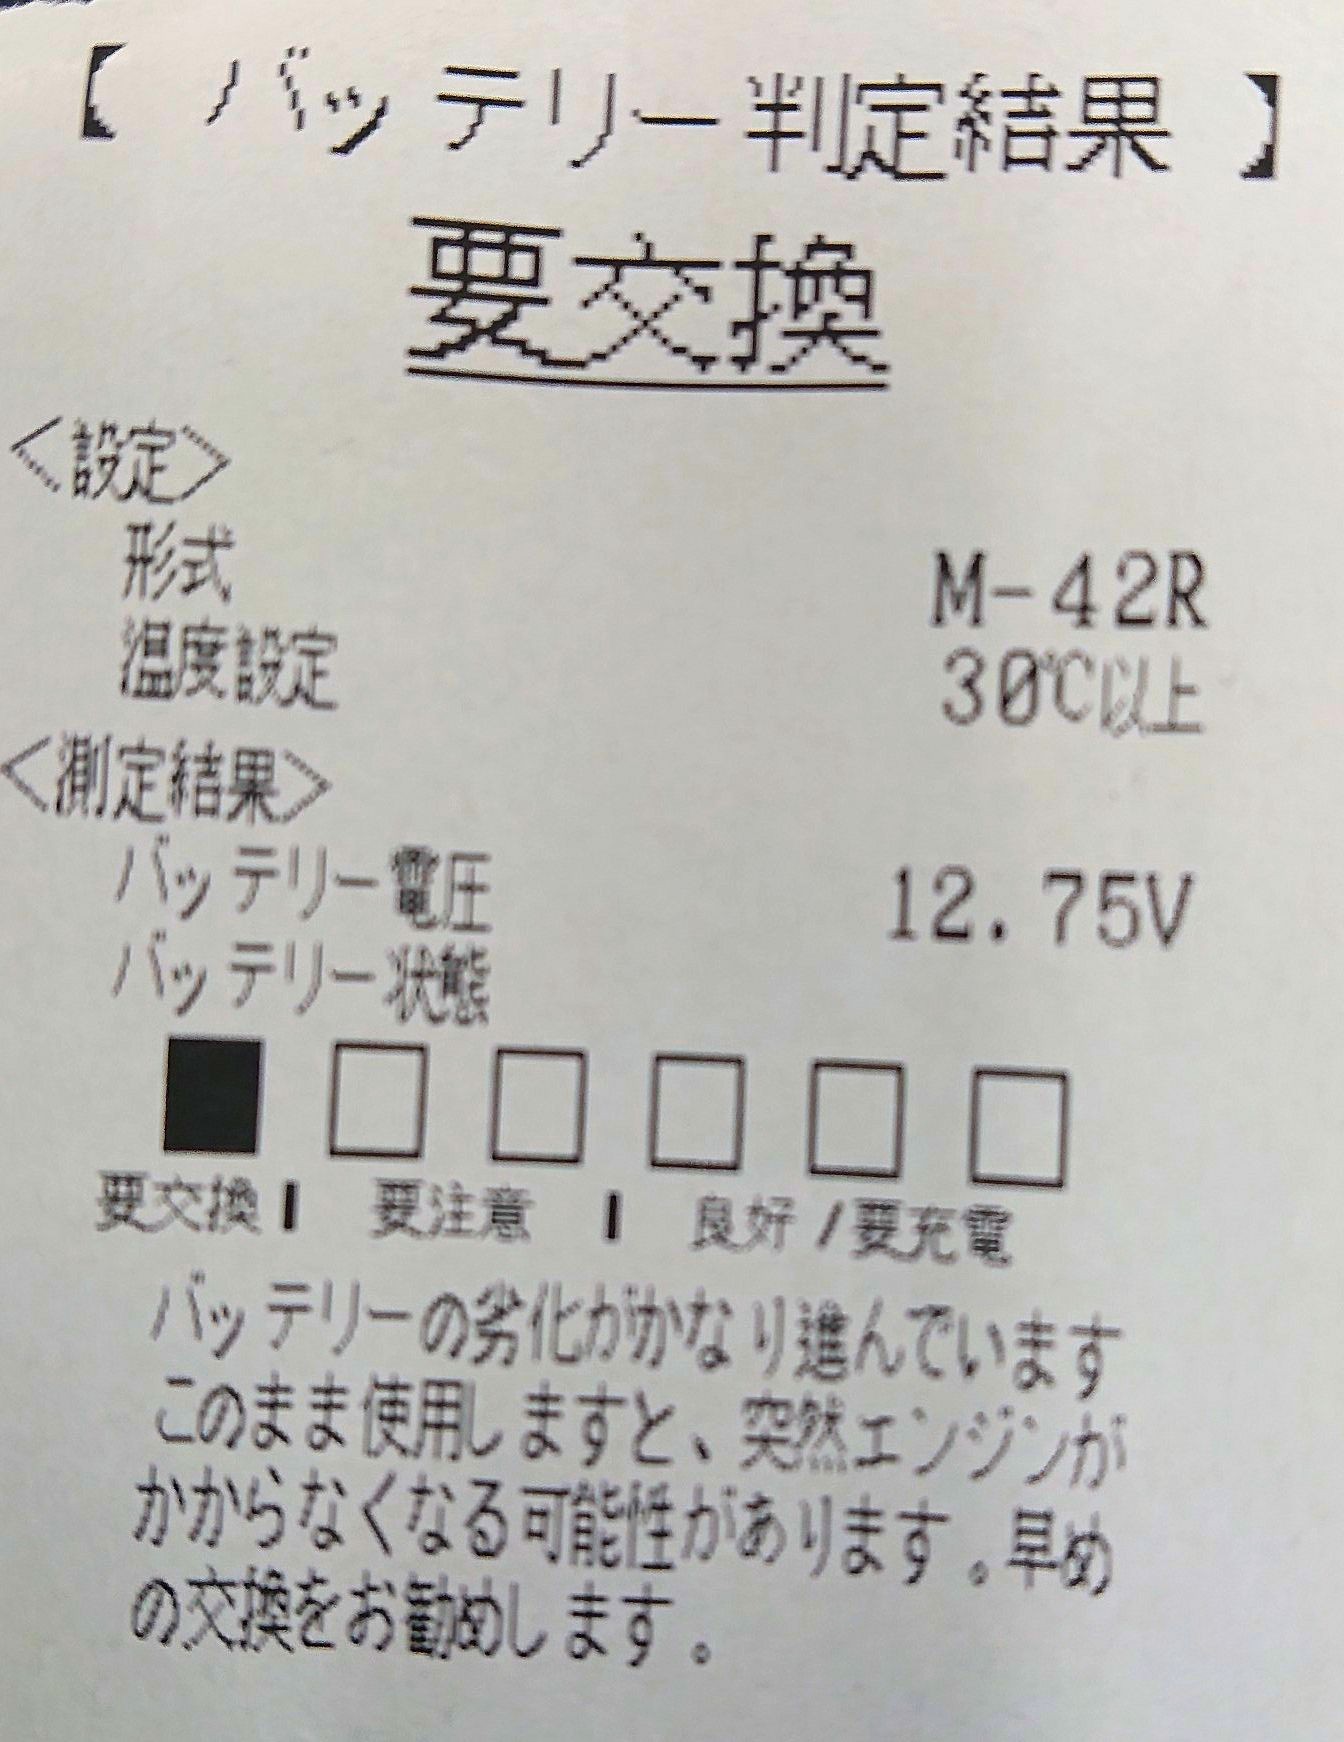 【 バッテリー判定結果 】
要交換
<設定>
形式 M-42R
温度設定 30℃以上
<測定結果>
バッテリー電圧 12.75V
バッテリー状態
■ □ □ □ □ □
要交換 | 要注意 | 良好/要充電
バッテリーの劣化がかなり進んでいます
このまま使用しますと、突然エンジンが
かからなくなる可能性があります。早め
の交換をお勧めします。